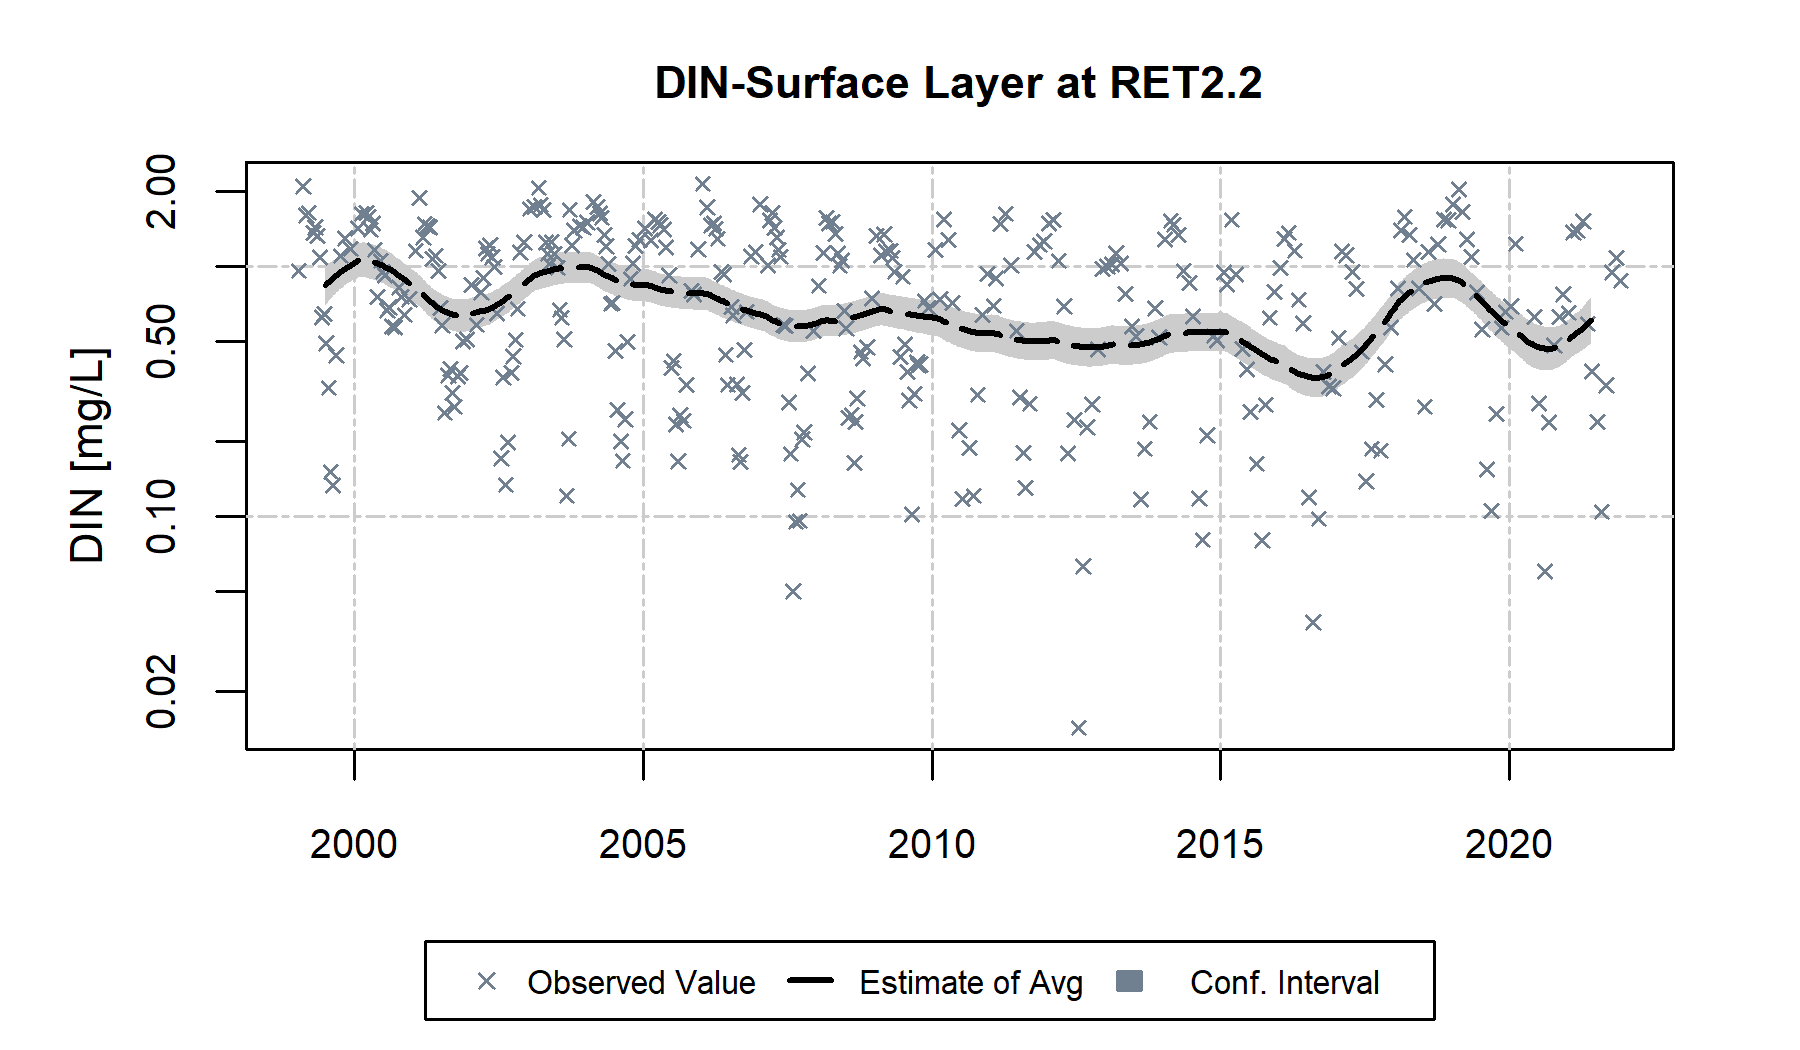 DIN-Surface Layer at RET2.2
2.00
0.50
0.10
0.02
DIN [mg/L]
2000 2005 2010 2015 2020
Observed Value Estimate of Avg Conf. Interval